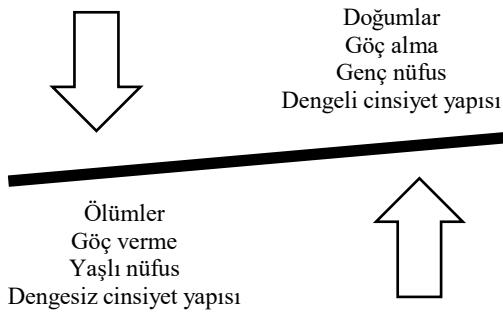 Doğumlar
Göç alma
Genç nüfus
Dengeli cinsiyet yapısı
Ölümler
Göç verme
Yaşlı nüfus
Dengesiz cinsiyet yapısı